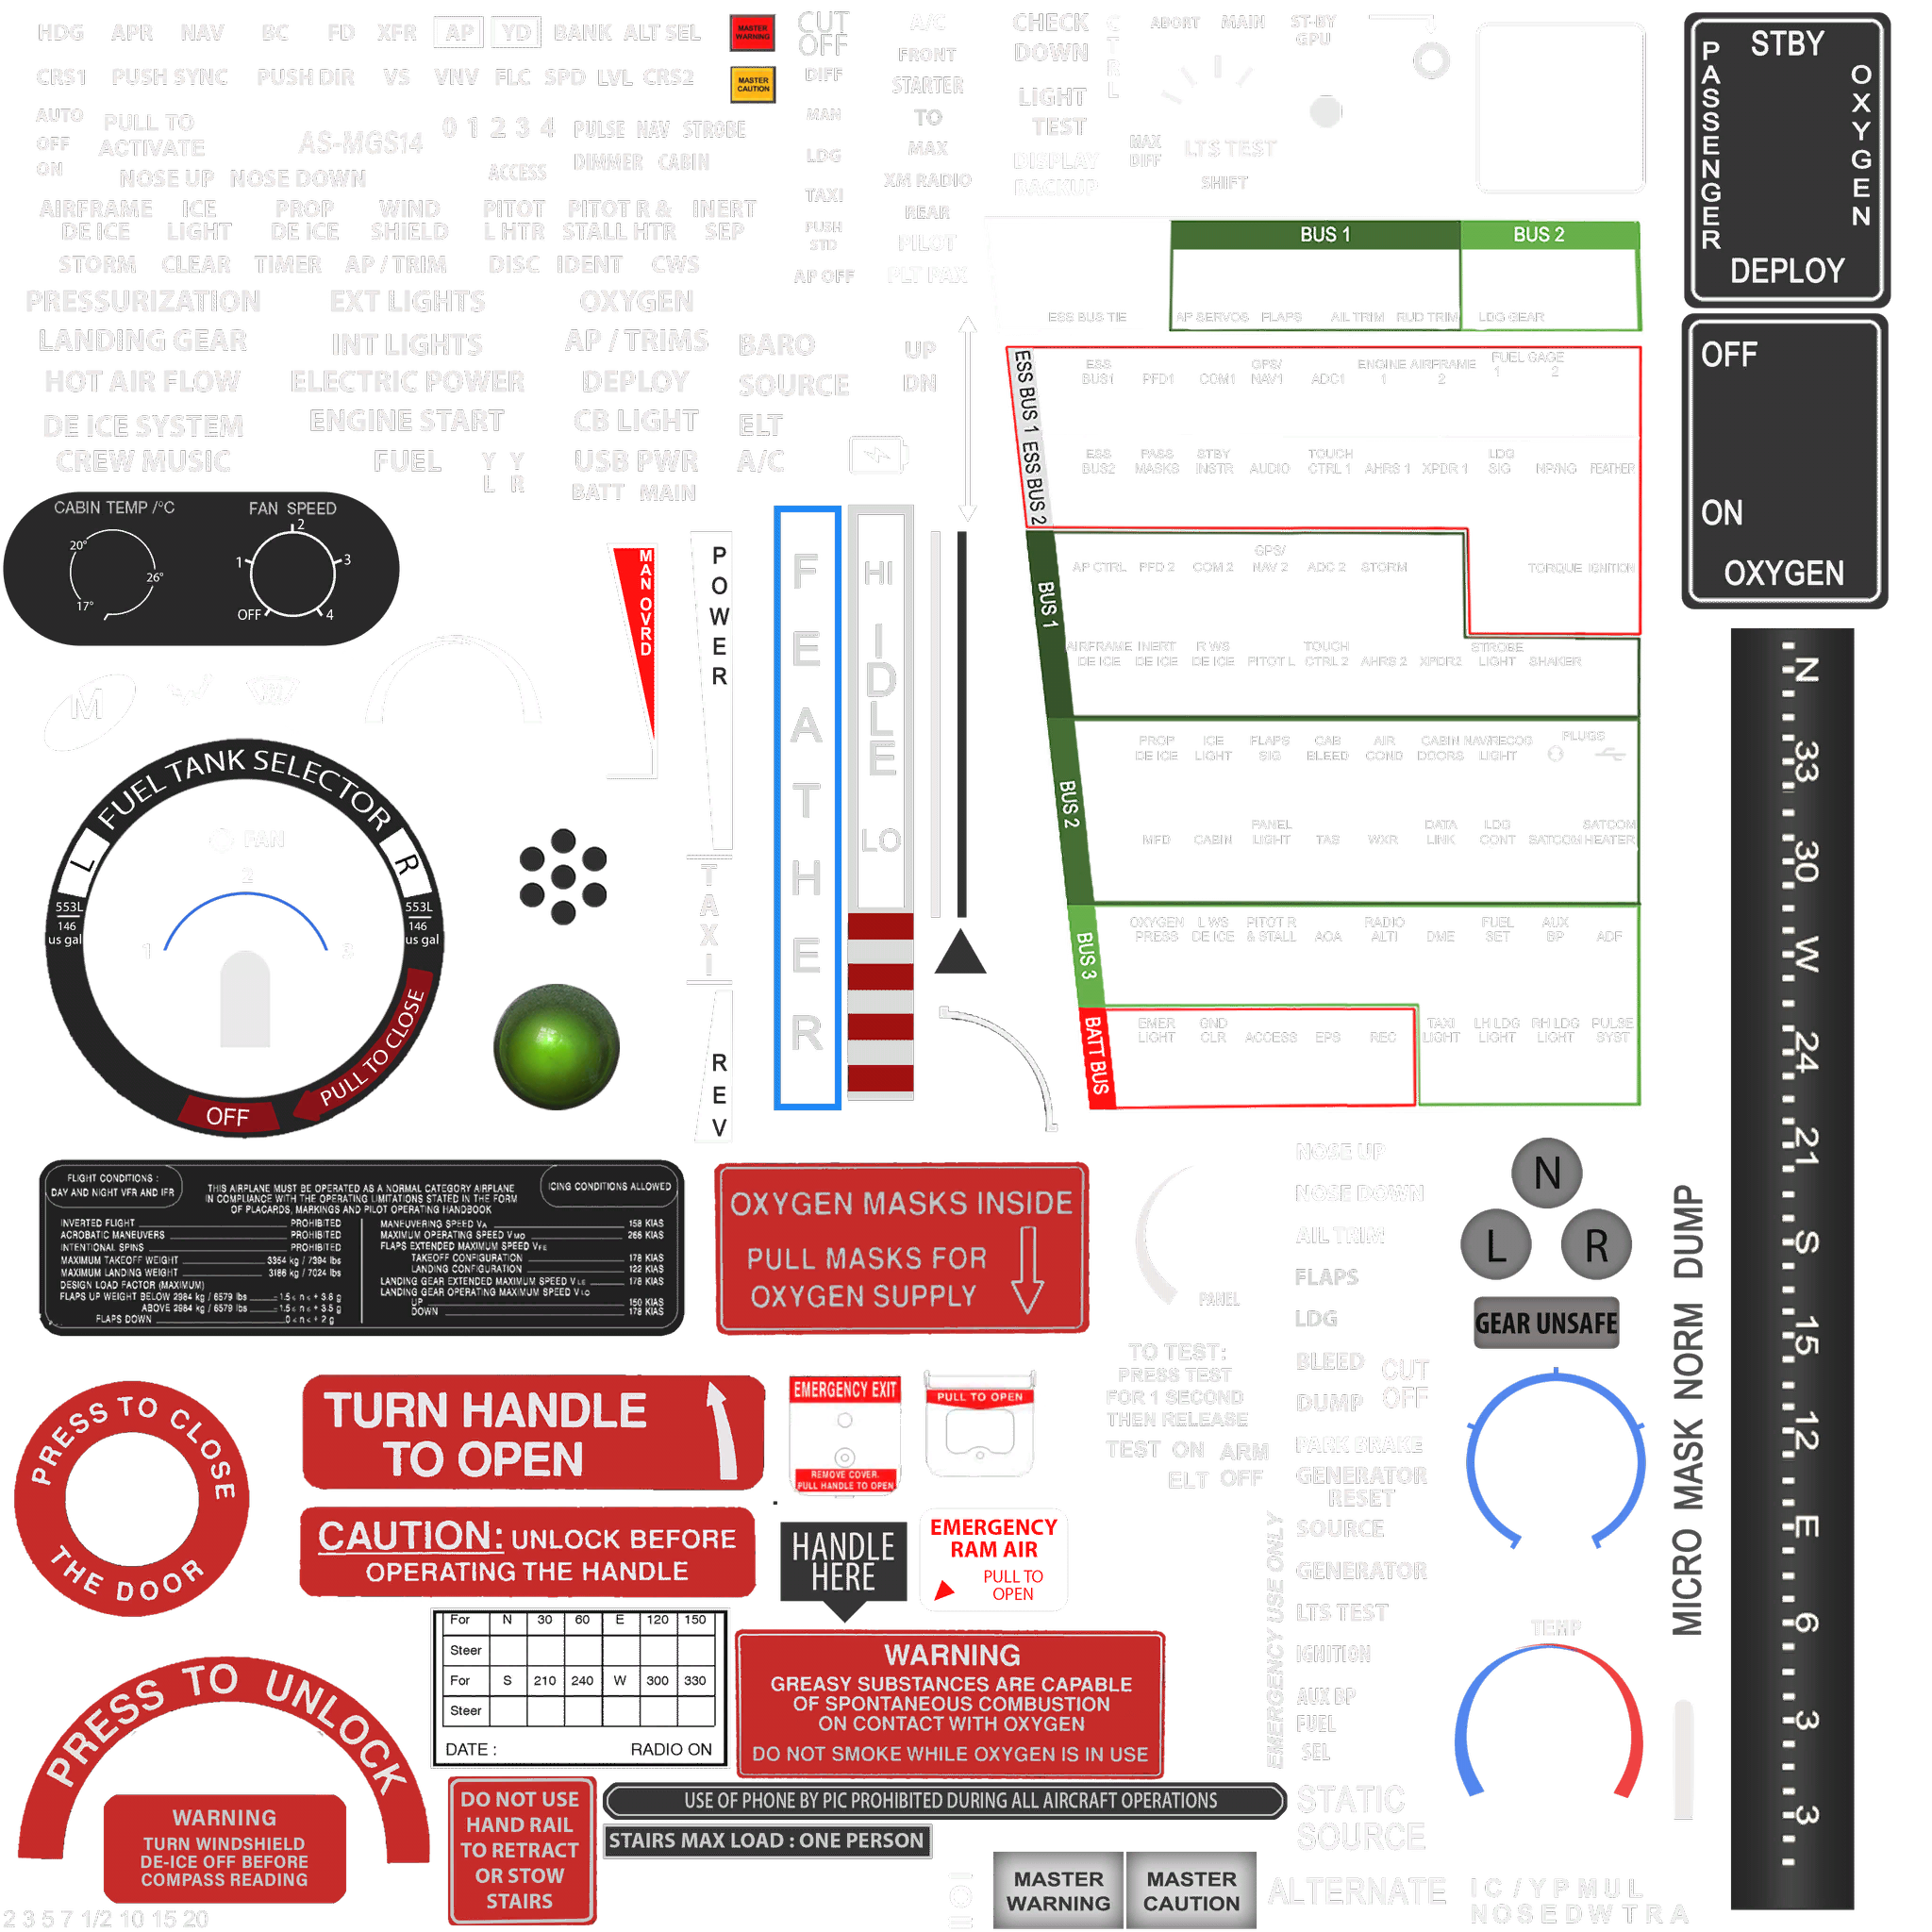 HDG APR NAV BC FD XFR AP YD BANK ALT SEL
CRS1 PUSH SYNC PUSH DIR VS VNV FLC SPD LVL CRS2
MASTER WARNING
MASTER CAUTION
AUTO
OFF
ON
PULL TO
ACTIVATE
AS-MGS14
0 1 2 3 4
PULSE NAV STROBE
DIMMER CABIN
ACCESS
NOSE UP NOSE DOWN
AIRFRAME DE ICE
ICE LIGHT
PROP DE ICE
WIND SHIELD
PITOT L HTR
PITOT R & STALL HTR
INERT SEP
STORM CLEAR TIMER AP / TRIM DISC IDENT CWS
PRESSURIZATION EXT LIGHTS OXYGEN
LANDING GEAR INT LIGHTS AP / TRIMS
HOT AIR FLOW ELECTRIC POWER DEPLOY
DE ICE SYSTEM ENGINE START CB LIGHT
CREW MUSIC FUEL Y Y USB PWR
L R BATT MAIN
BARO
SOURCE
ELT
A/C
UP
DN
CUT
OFF
DIFF
MAN
LDG
TAXI
PUSH
STD
AP OFF
A/C
FRONT
STARTER
TO
MAX
XM RADIO
REAR
PILOT
PLT PAX
CHECK
DOWN
LIGHT
TEST
DISPLAY
BACKUP
CTRL
ABORT MAIN ST-BY
GPU
MAX
DIFF
LTS TEST
SHIFT
STBY
PASSENGER
OXYGEN
DEPLOY
OFF
ON
OXYGEN
BUS 1 BUS 2
ESS BUS TIE AP SERVOS FLAPS AIL TRIM RUD TRIM LDG GEAR
ESS BUS 1 ESS BUS 2
ESS BUS1 PFD1 COM1 GPS/ NAV1 ADC1 ENGINE 1 AIRFRAME 2 FUEL GAGE 1 2
ESS BUS2 PASS MASKS STBY INSTR AUDIO TOUCH CTRL 1 AHRS 1 XPDR 1 LDG SIG NP/NG FEATHER
BUS 1
AP CTRL PFD 2 COM 2 GPS/ NAV 2 ADC 2 STORM TORQUE IGNITION
AIRFRAME DE ICE INERT DE ICE R WS DE ICE PITOT L TOUCH CTRL 2 AHRS 2 XPDR2 STROBE LIGHT SHAKER
BUS 2
PROP DE ICE ICE LIGHT FLAPS SIG CAB BLEED AIR COND CABIN DOORS NAV/RECOG LIGHT PLUGS
MFD CABIN PANEL LIGHT TAS WXR DATA LINK LDG CONT SATCOM SATCOM HEATER
BUS 3
OXYGEN PRESS L WS DE ICE PITOT R & STALL AOA RADIO ALTI DME FUEL SET AUX BP ADF
BATT BUS
EMER LIGHT GND CLR ACCESS EPS REC TAXI LIGHT LH LDG LIGHT RH LDG LIGHT PULSE SYST
CABIN TEMP /°C FAN SPEED
20° 26° 17°
1 2 3 4 OFF
M
MAN OVRD
POWER
TAXI
REV
FEATHER
HI
IDLE
LO
FUEL TANK SELECTOR
L R
553L
146
us gal
553L
146
us gal
FAN
1 2 3
PULL TO CLOSE
OFF
N 33 30 W 24 21 S 15 12 E 6 3 3
FLIGHT CONDITIONS :
DAY AND NIGHT VFR AND IFR
THIS AIRPLANE MUST BE OPERATED AS A NORMAL CATEGORY AIRPLANE
IN COMPLIANCE WITH THE OPERATING LIMITATIONS STATED IN THE FORM
OF PLACARDS, MARKINGS AND PILOT OPERATING HANDBOOK
ICING CONDITIONS ALLOWED
INVERTED FLIGHT PROHIBITED
ACROBATIC MANEUVERS PROHIBITED
INTENTIONAL SPINS PROHIBITED
MAXIMUM TAKEOFF WEIGHT 3354 kg / 7394 lbs
MAXIMUM LANDING WEIGHT 3186 kg / 7024 lbs
DESIGN LOAD FACTOR (MAXIMUM)
FLAPS UP WEIGHT BELOW 2984 kg / 6579 lbs -1.5 ≤ n ≤ + 3.8 g
ABOVE 2984 kg / 6579 lbs -1.5 ≤ n ≤ + 3.5 g
FLAPS DOWN 0 < n ≤ + 2 g
MANEUVERING SPEED VA 158 KIAS
MAXIMUM OPERATING SPEED VMO 266 KIAS
FLAPS EXTENDED MAXIMUM SPEED VFE
TAKEOFF CONFIGURATION 178 KIAS
LANDING CONFIGURATION 122 KIAS
LANDING GEAR EXTENDED MAXIMUM SPEED VLE 178 KIAS
LANDING GEAR OPERATING MAXIMUM SPEED VLO
UP 150 KIAS
DOWN 178 KIAS
OXYGEN MASKS INSIDE
PULL MASKS FOR
OXYGEN SUPPLY
PANEL
NOSE UP
NOSE DOWN
AIL TRIM
FLAPS
LDG
BLEED
DUMP
CUT
OFF
PARK BRAKE
GENERATOR
RESET
SOURCE
GENERATOR
LTS TEST
IGNITION
AUX BP
FUEL
SEL
STATIC
SOURCE
ALTERNATE
N
L R
GEAR UNSAFE
MICRO MASK NORM DUMP
TEMP
TO TEST:
PRESS TEST
FOR 1 SECOND
THEN RELEASE
TEST ON ARM
ELT OFF
EMERGENCY USE ONLY
PRESS TO CLOSE
THE DOOR
TURN HANDLE
TO OPEN
CAUTION: UNLOCK BEFORE
OPERATING THE HANDLE
EMERGENCY EXIT
REMOVE COVER.
PULL HANDLE TO OPEN
PULL TO OPEN
HANDLE
HERE
EMERGENCY
RAM AIR
PULL TO
OPEN
For N 30 60 E 120 150
Steer
For S 210 240 W 300 330
Steer
DATE : RADIO ON
WARNING
GREASY SUBSTANCES ARE CAPABLE
OF SPONTANEOUS COMBUSTION
ON CONTACT WITH OXYGEN
DO NOT SMOKE WHILE OXYGEN IS IN USE
PRESS TO UNLOCK
WARNING
TURN WINDSHIELD
DE-ICE OFF BEFORE
COMPASS READING
DO NOT USE
HAND RAIL
TO RETRACT
OR STOW
STAIRS
USE OF PHONE BY PIC PROHIBITED DURING ALL AIRCRAFT OPERATIONS
STAIRS MAX LOAD : ONE PERSON
MASTER
WARNING
MASTER
CAUTION
I C / Y P M U L
N O S E D W T R A
2 3 5 7 1/2 10 15 20